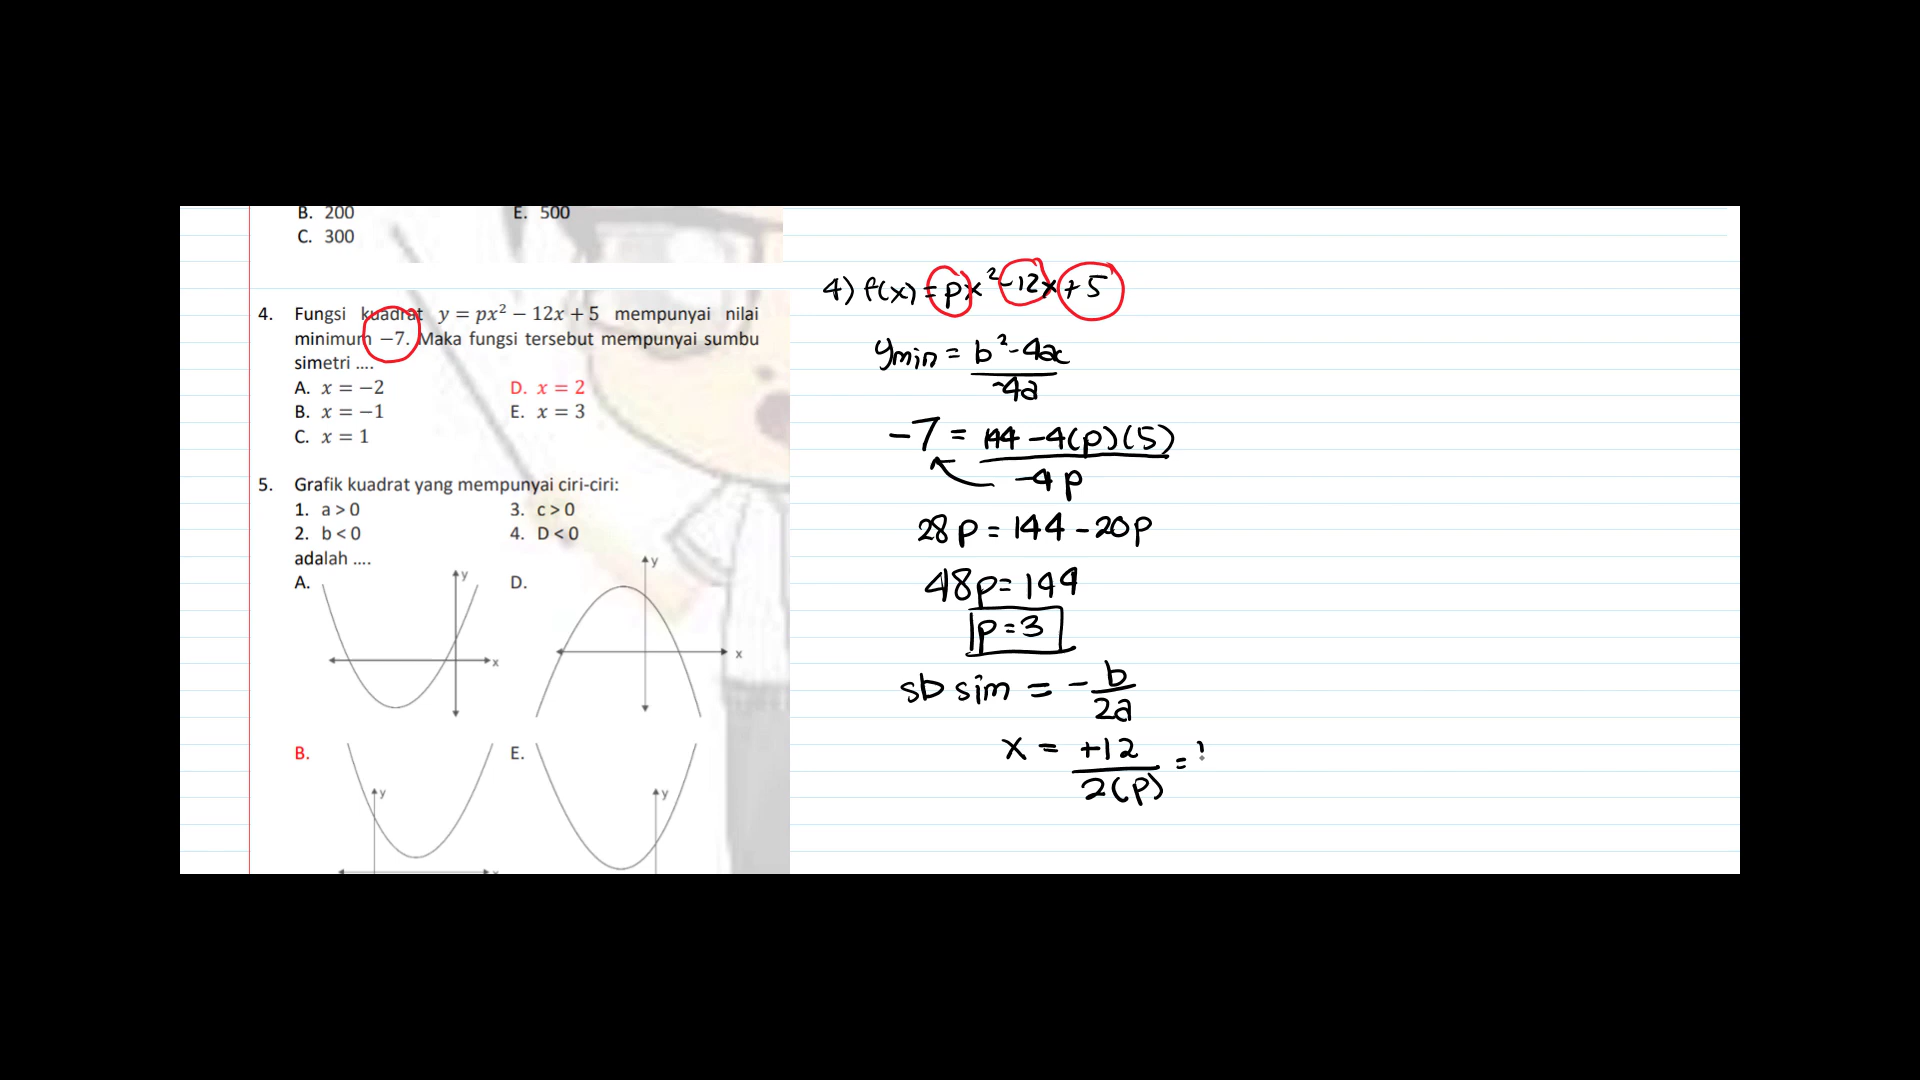 B. 200 E. 500
C. 300
4. Fungsi kuadrat y = px² − 12x + 5 mempunyai nilai
minimum −7. Maka fungsi tersebut mempunyai sumbu
simetri ....
A. x = −2 D. x = 2
B. x = −1 E. x = 3
C. x = 1
5. Grafik kuadrat yang mempunyai ciri-ciri:
1. a > 0 3. c > 0
2. b < 0 4. D < 0
adalah ....
A. y x D. y x
B. y x E. y
4) f(x) = px² - 12x + 5
ymin = b² - 4ac / -4a
-7 = 144 - 4(p)(5) / -4p
28p = 144 - 20p
48p = 144
p = 3
sb sim = - b/2a
x = +12 / 2(p) =